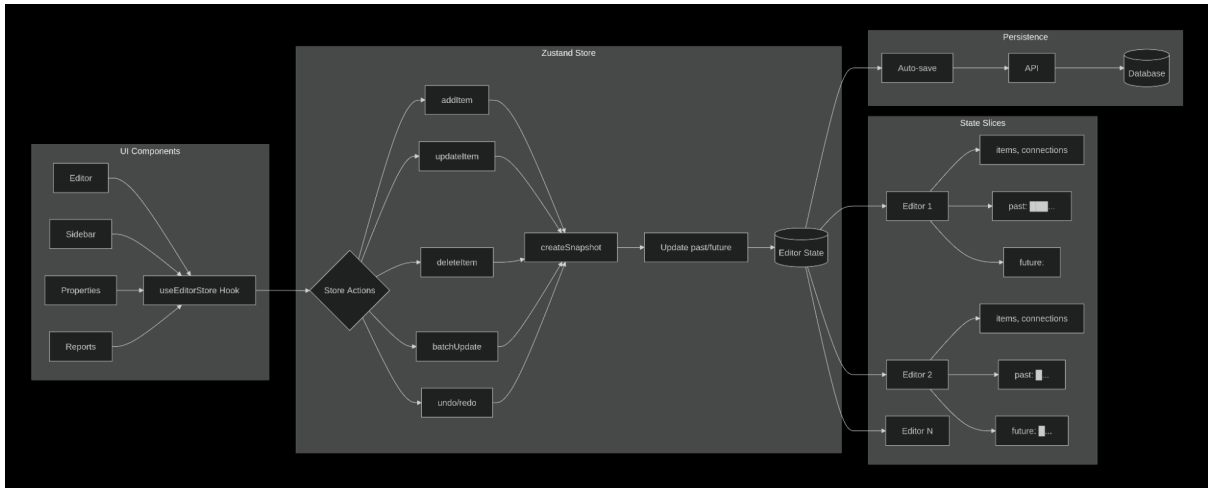 UI Components
Editor
Sidebar
Properties
Reports
useEditorStore Hook
Zustand Store
Store Actions
addItem
updateItem
deleteItem
batchUpdate
undo/redo
createSnapshot
Update past/future
Editor State
Persistence
Auto-save
API
Database
State Slices
Editor 1
items, connections
past: ███...
future:
Editor 2
items, connections
past: █...
future: █...
Editor N